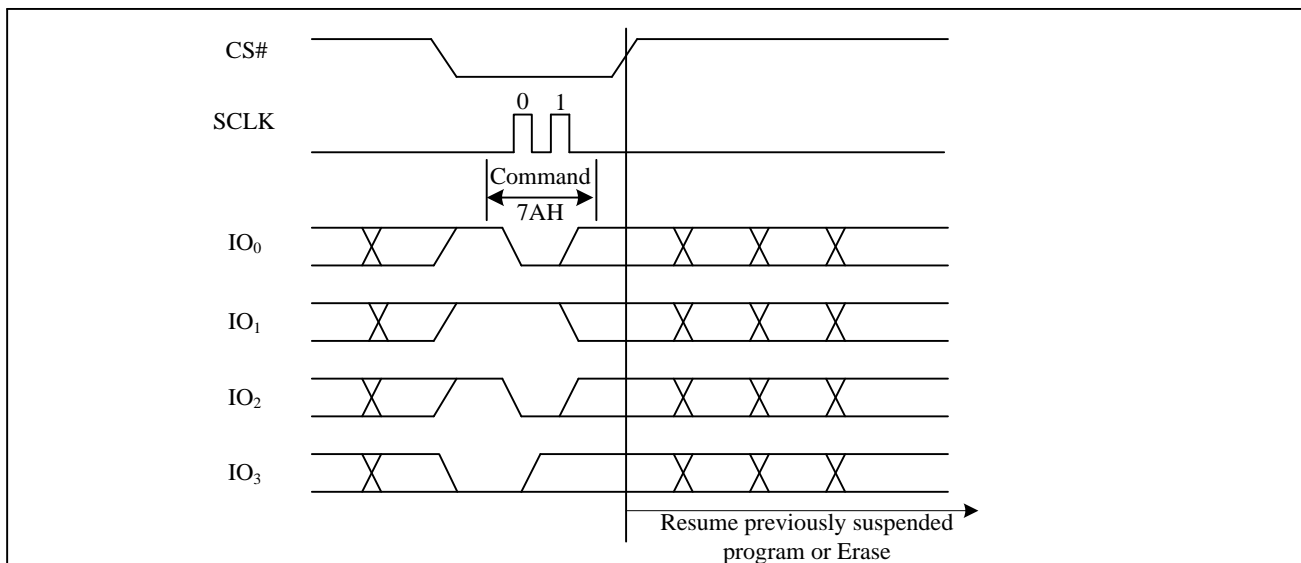 CS#
0 1
SCLK
Command
7AH
IO₀
IO₁
IO₂
IO₃
Resume previously suspended
program or Erase